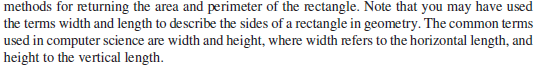 methods for returning the area and perimeter of the rectangle. Note that you may have used
the terms width and length to describe the sides of a rectangle in geometry. The common terms
used in computer science are width and height, where width refers to the horizontal length, and
height to the vertical length.